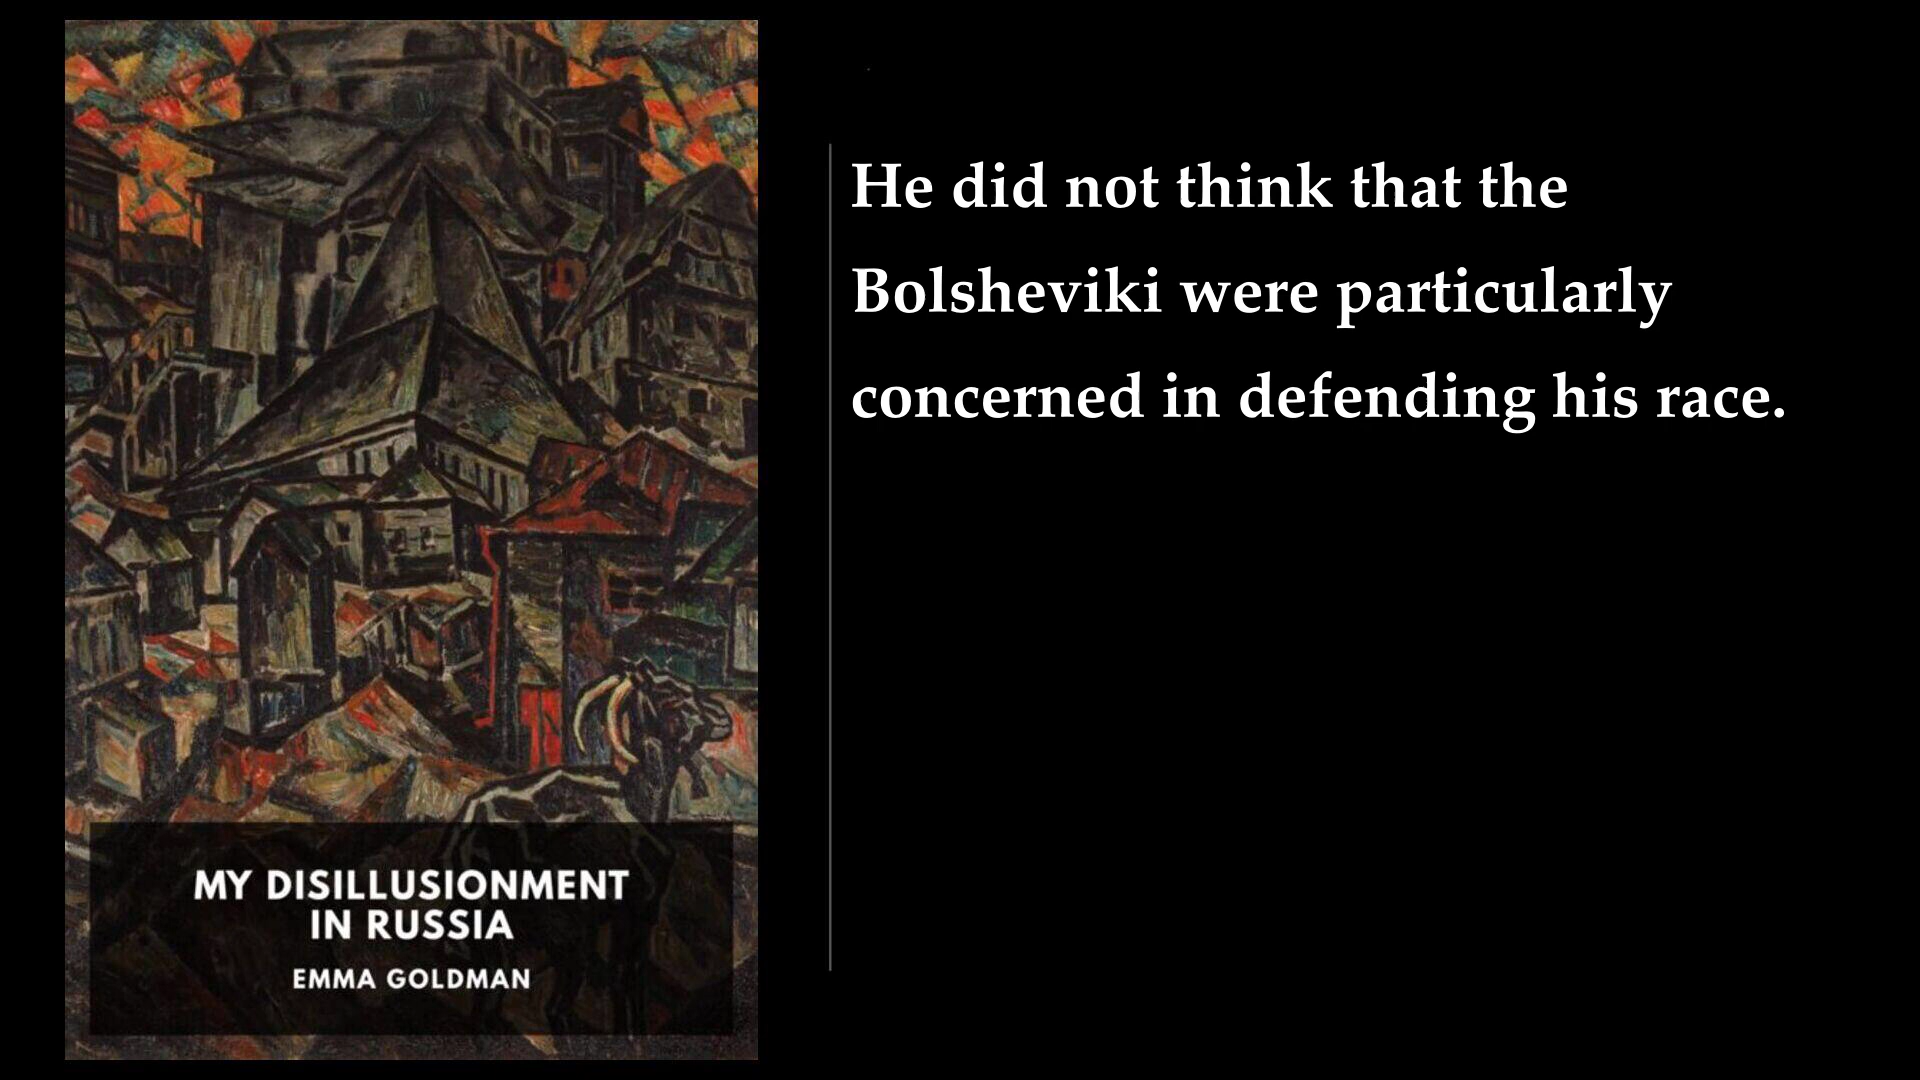 He did not think that the
Bolsheviki were particularly
concerned in defending his race.
MY DISILLUSIONMENT
IN RUSSIA
EMMA GOLDMAN